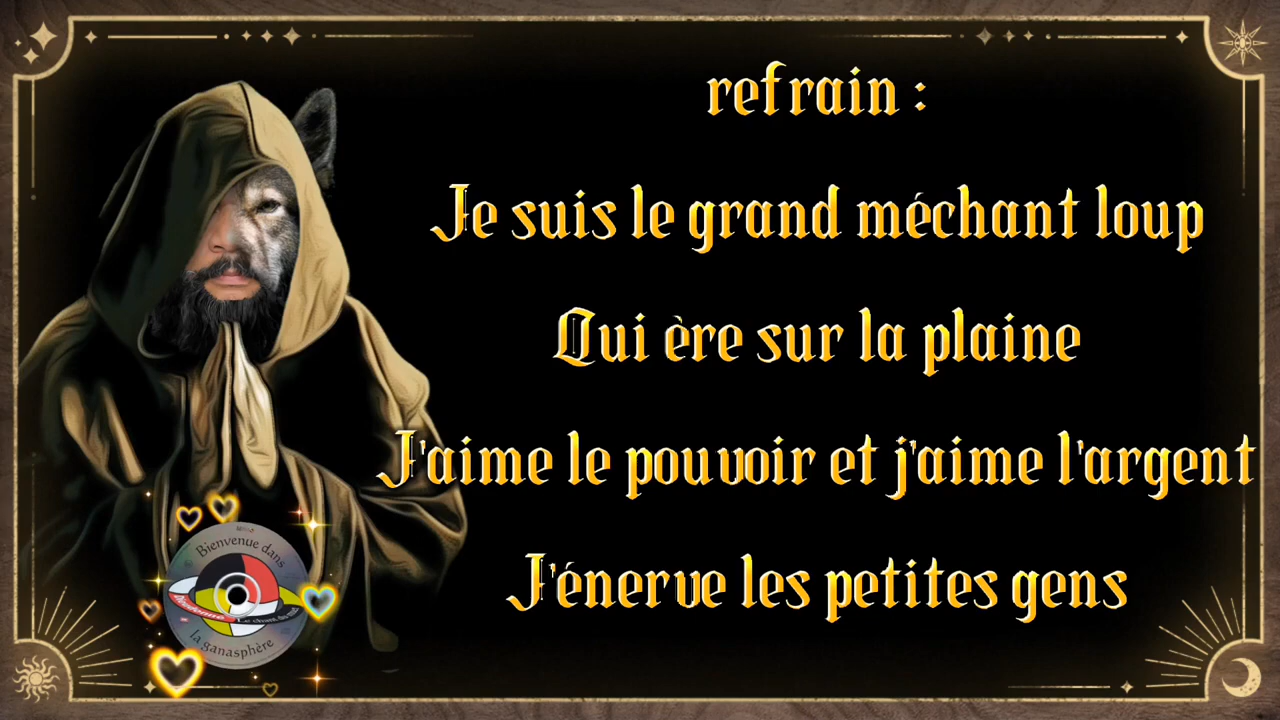 refrain :
Je suis le grand méchant loup
Qui ère sur la plaine
J'aime le pouvoir et j'aime l'argent
J'énerve les petites gens
Bienvenue dans
la ganasphère